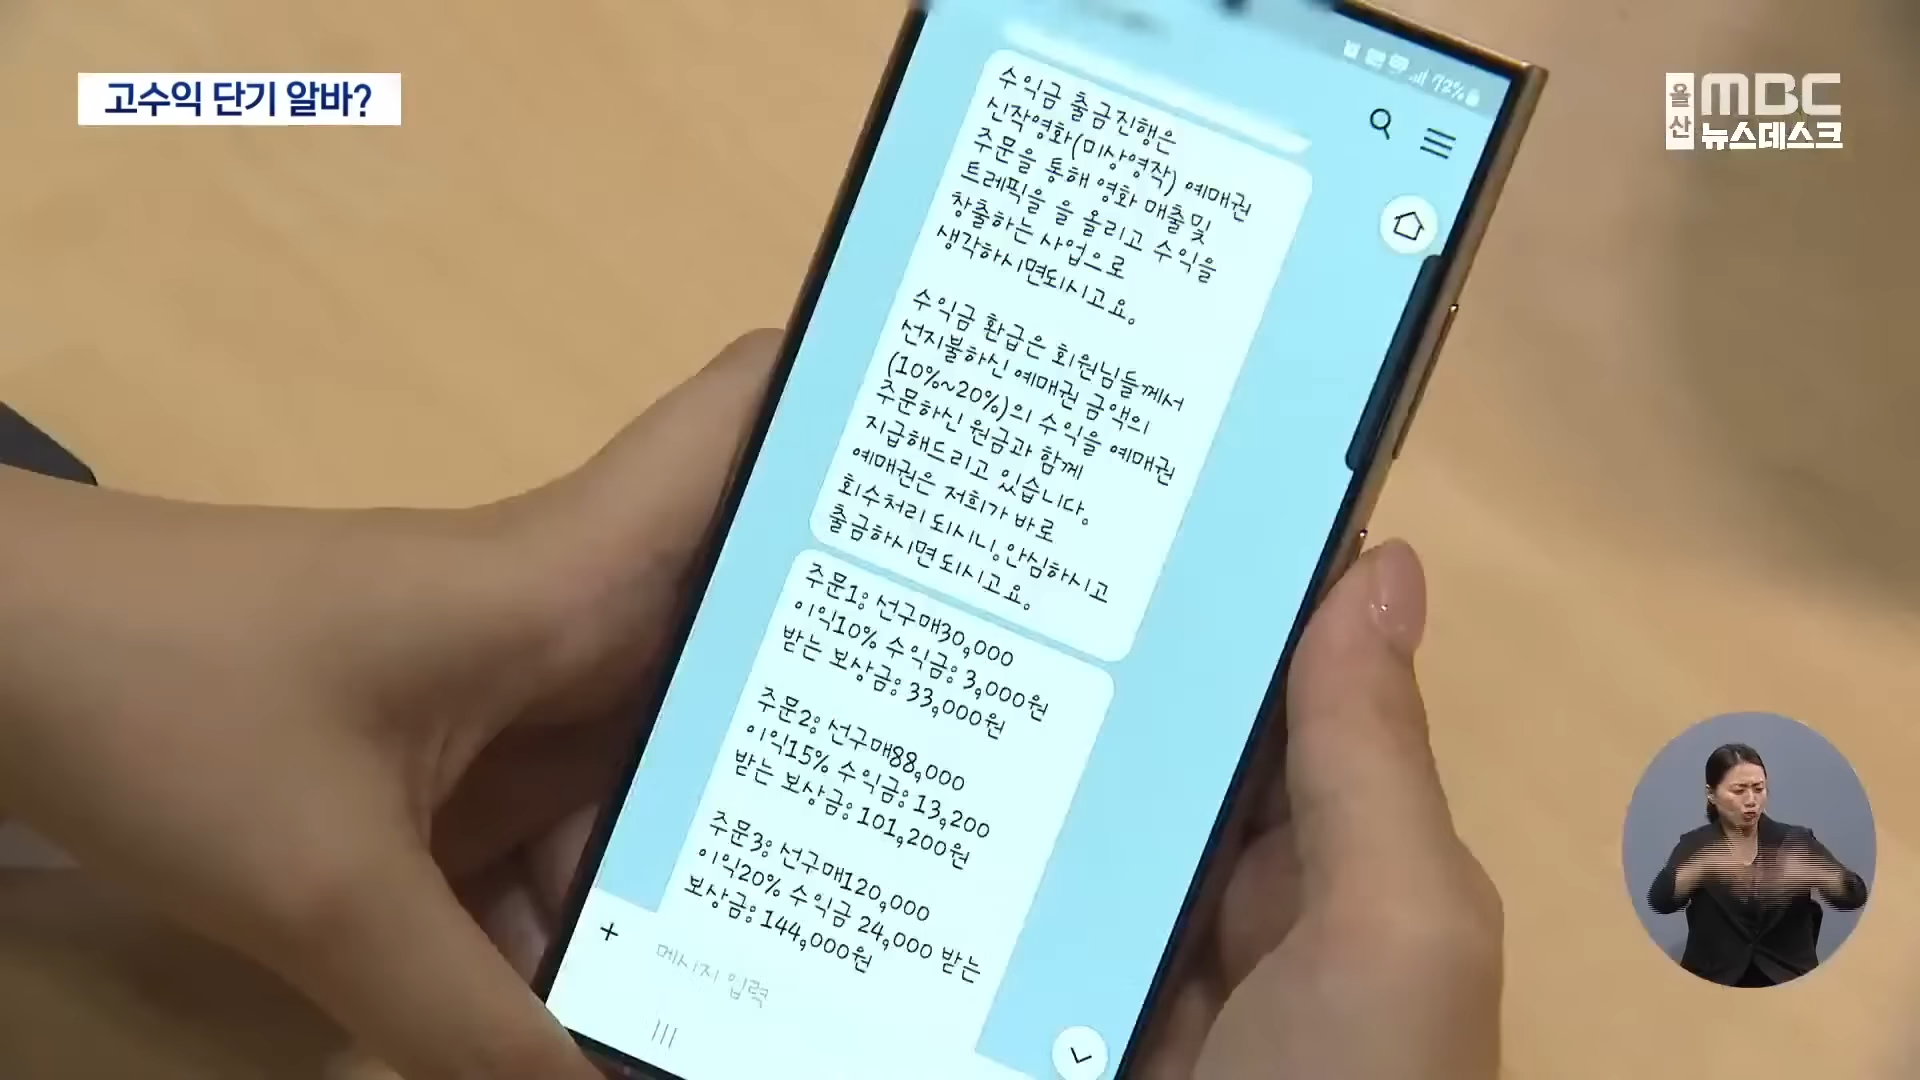 고수익 단기 알바?
울산
MBC
뉴스데스크
72%
수익금 출금진행은
신작영화(미상영작) 예매권
주문을 통해 영화 매출및
트레픽을 을 올리고 수익을
창출하는 사업으로
생각하시면되시고요.
수익금 환급은 회원님들께서
선지불하신 예매권 금액의
(10%~20%)의 수익을 예매권
주문하신 원금과 함께
지급해드리고 있습니다.
예매권은 저희가 바로
회수처리 되시니, 안심하시고
출금하시면 되시고요.
주문1: 선구매30,000
이익10% 수익금: 3,000원
받는 보상금: 33,000원
주문2: 선구매88,000
이익15% 수익금: 13,200
받는 보상금: 101,200원
주문3: 선구매120,000
이익20% 수익금 24,000 받는
보상금: 144,000원
메시지 입력